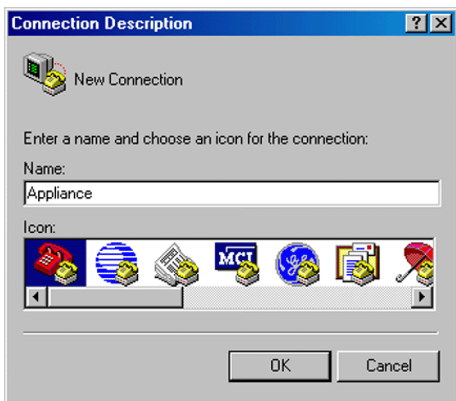 Connection Description
New Connection
Enter a name and choose an icon for the connection:
Name:
Appliance
Icon:
MCI
OK Cancel